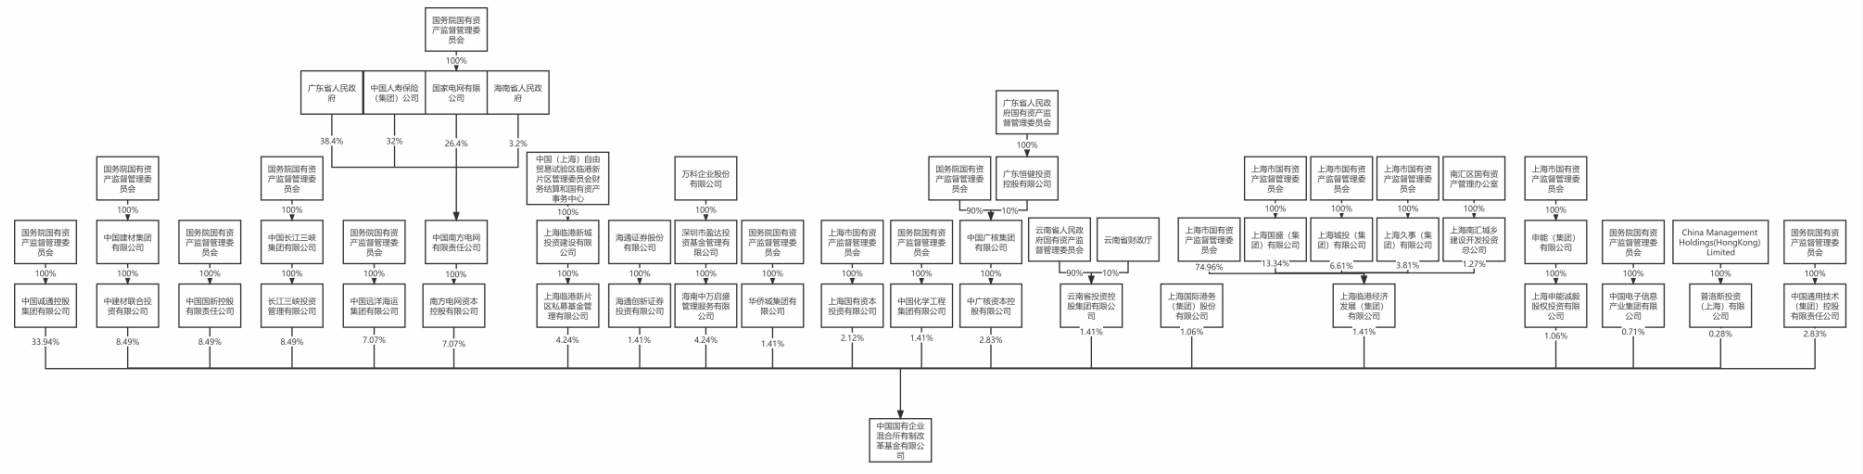 国务院国有资
产监督管理委
员会
100%
广东省人民政
府
中国人寿保险
（集团）公司
国家电网有限
公司
海南省人民政
府
38.4%
32%
26.4%
3.2%
广东省人民政
府国有资产监
督管理委员会
100%
国务院国有资
产监督管理委
员会
100%
国务院国有资
产监督管理委
员会
100%
中国（上海）自由
贸易试验区临港新
片区管理委员会财
务结算和国有资产
事务中心
100%
万科企业股份
有限公司
100%
国务院国有资
产监督管理委
员会
90%
广东恒健投资
控股有限公司
10%
上海市国有资
产监督管理委
员会
100%
上海市国有资
产监督管理委
员会
100%
上海市国有资
产监督管理委
员会
100%
南汇区国有资
产管理办公室
100%
上海市国有资
产监督管理委
员会
100%
国务院国有资
产监督管理委
员会
100%
中国建材集团
有限公司
100%
国务院国有资
产监督管理委
员会
100%
中国长江三峡
集团有限公司
100%
国务院国有资
产监督管理委
员会
100%
中国南方电网
有限责任公司
100%
上海临港新城
投资建设有限
公司
100%
海通证券股份
有限公司
100%
深圳市盈达投
资基金管理有
限公司
100%
国务院国有资
产监督管理委
员会
100%
上海市国有资
产监督管理委
员会
100%
国务院国有资
产监督管理委
员会
100%
中国广核集团
有限公司
100%
云南省人民政
府国有资产监
督管理委员会
90%
云南省财政厅
10%
上海市国有资
产监督管理委
员会
74.96%
上海国盛（集
团）有限公司
13.34%
上海城投（集
团）有限公司
6.61%
上海久事（集
团）有限公司
3.81%
上海南汇城乡
建设开发投资
总公司
1.27%
申能（集团）
有限公司
100%
国务院国有资
产监督管理委
员会
100%
China Management
Holdings(HongKong)
Limited
100%
国务院国有资
产监督管理委
员会
100%
中国诚通控股
集团有限公司
33.94%
中建材联合投
资有限公司
8.49%
中国国新控股
有限责任公司
8.49%
长江三峡投资
管理有限公司
8.49%
中国远洋海运
集团有限公司
7.07%
南方电网资本
控股有限公司
7.07%
上海临港新片
区私募基金管
理有限公司
4.24%
海通创新证券
投资有限公司
1.41%
海南中万启盛
管理服务有限
公司
4.24%
华侨城集团有
限公司
1.41%
上海国有资本
投资有限公司
2.12%
中国化学工程
集团有限公司
1.41%
中广核资本控
股有限公司
2.83%
云南省投资控
股集团有限公
司
1.41%
上海国际港务
（集团）股份有
限公司
1.06%
上海临港经济
发展（集团）
有限公司
1.41%
上海申能诚毅
股权投资有限
公司
1.06%
中国电子信息
产业集团有限
公司
0.71%
普洛斯投资
（上海）有限
公司
0.28%
中国通用技术
（集团）控股
有限责任公司
2.83%
中国国有企业
混合所有制改
革基金有限公
司